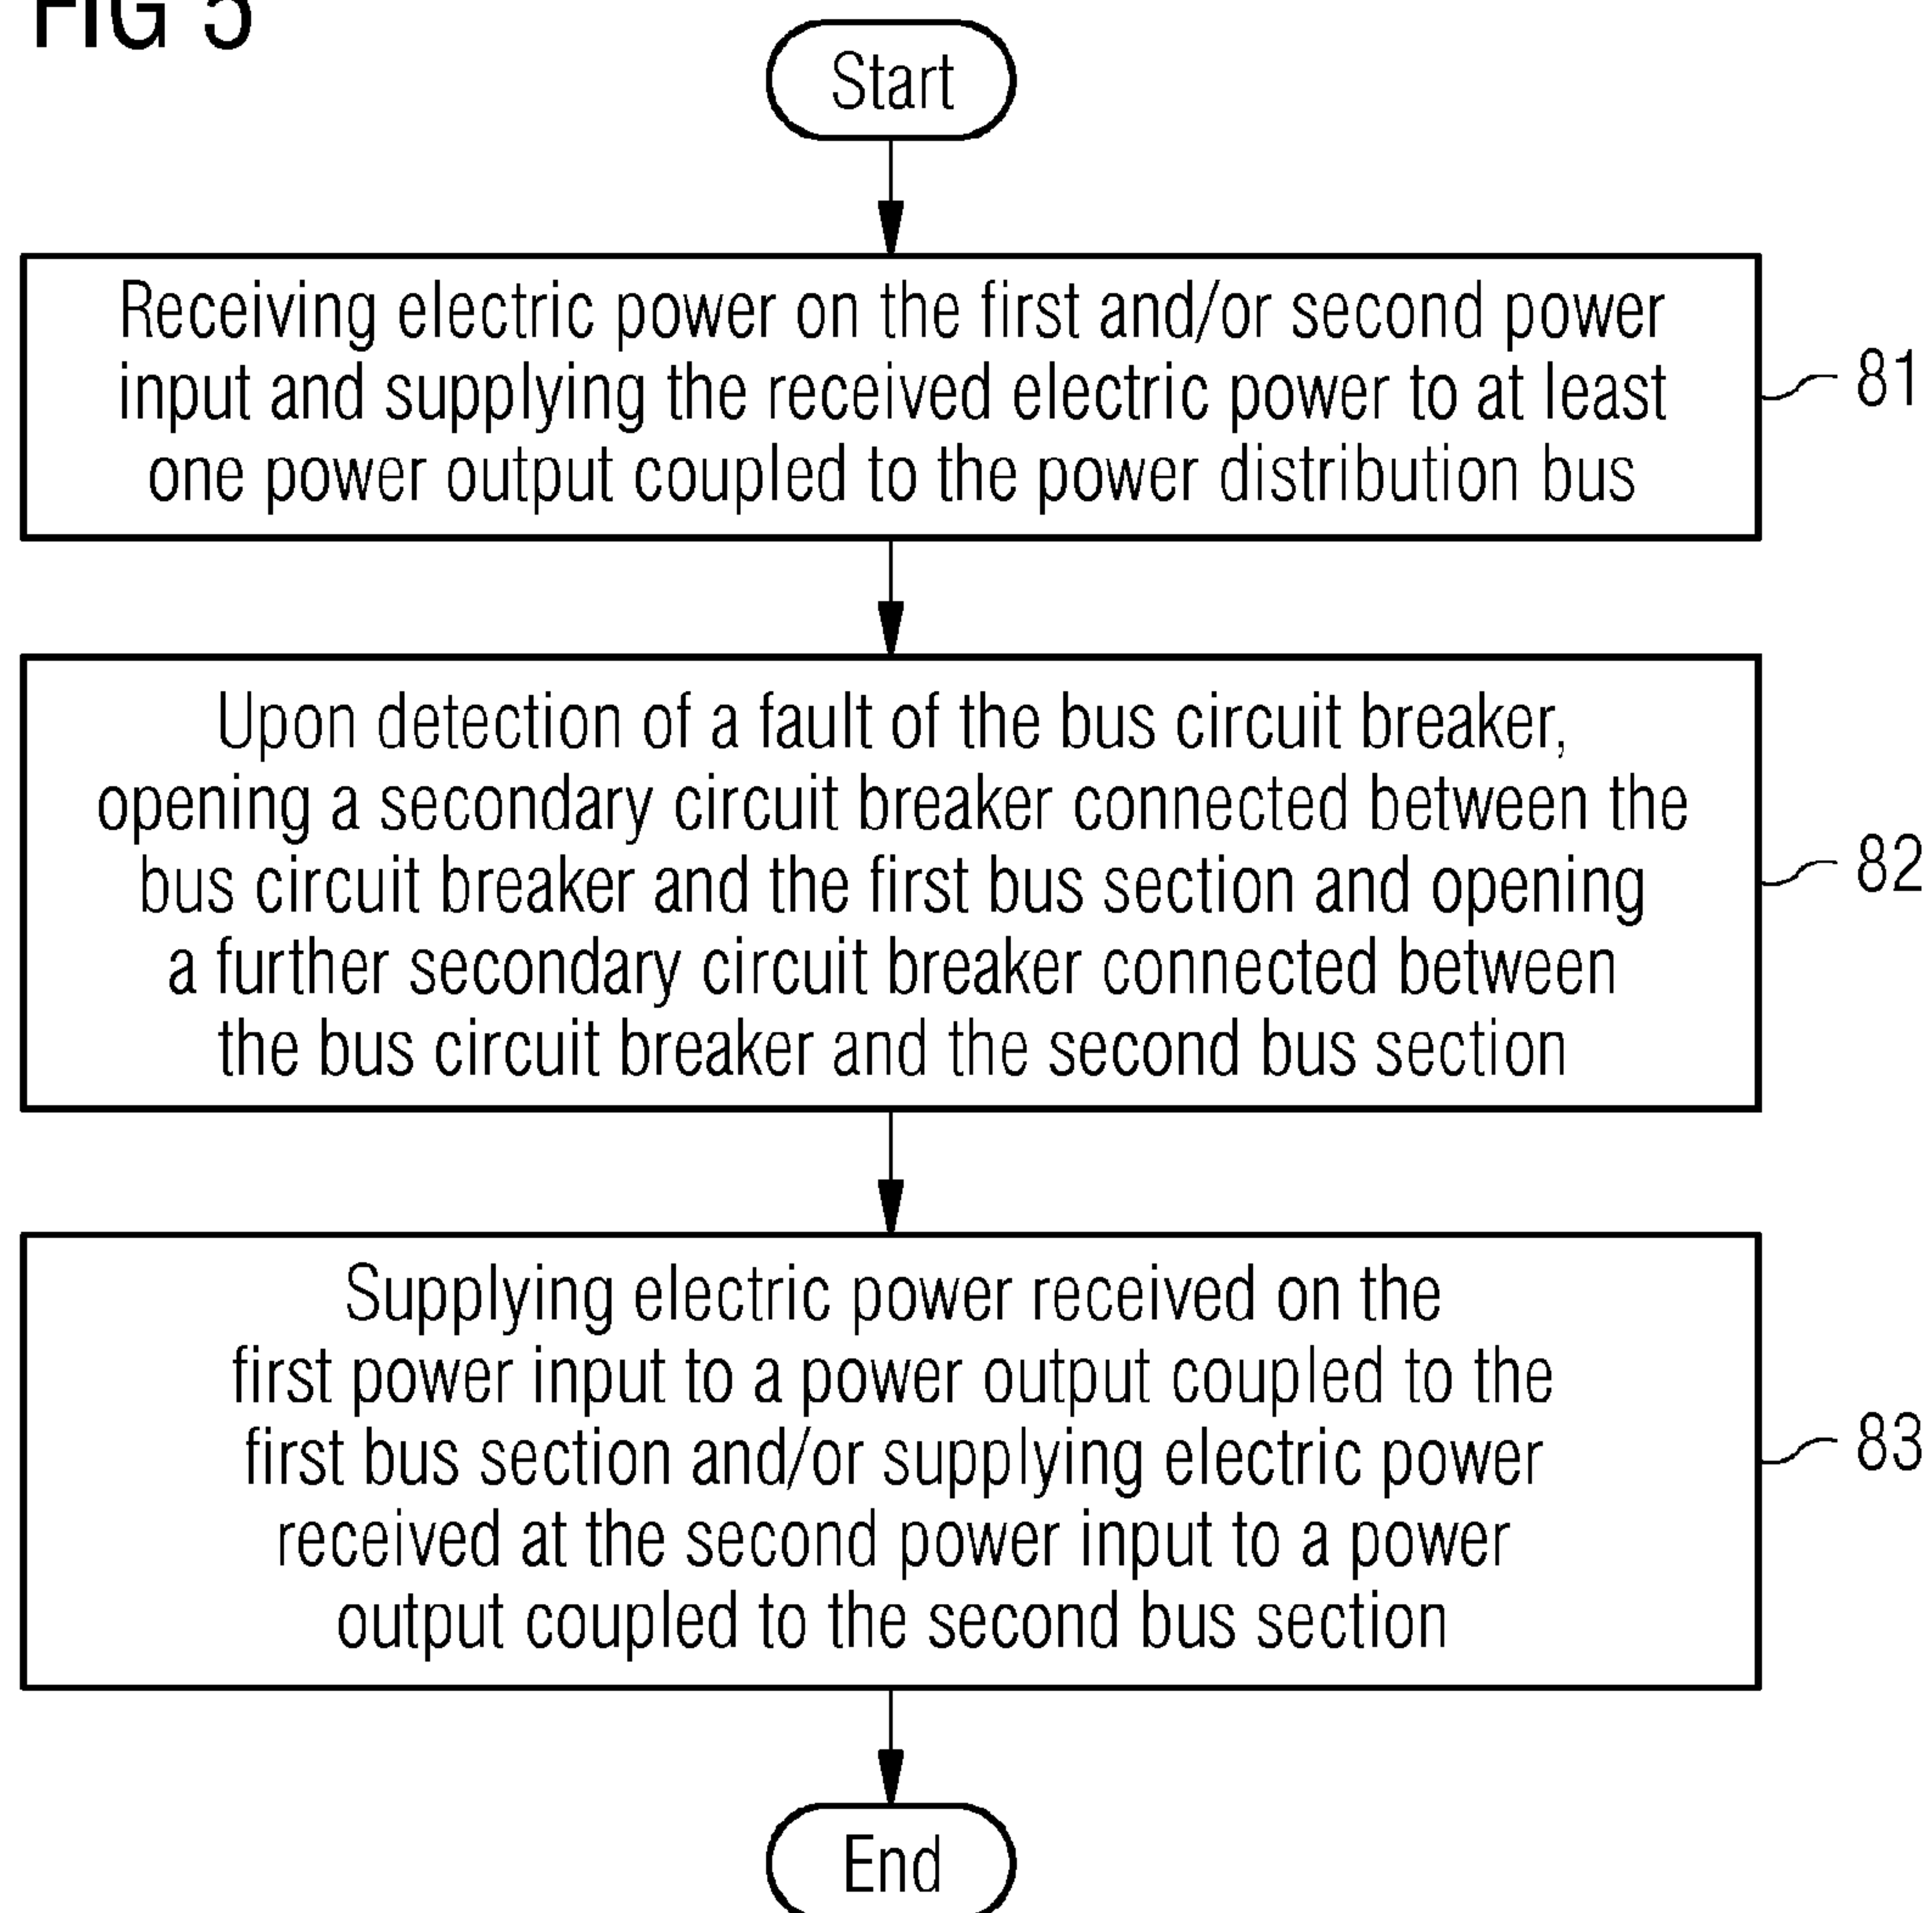 FIG 5
Start
Receiving electric power on the first and/or second power
input and supplying the received electric power to at least
one power output coupled to the power distribution bus
81
Upon detection of a fault of the bus circuit breaker,
opening a secondary circuit breaker connected between the
bus circuit breaker and the first bus section and opening
a further secondary circuit breaker connected between
the bus circuit breaker and the second bus section
82
Supplying electric power received on the
first power input to a power output coupled to the
first bus section and/or supplying electric power
received at the second power input to a power
output coupled to the second bus section
83
End